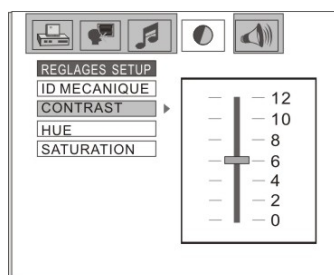 REGLAGES SETUP
ID MECANIQUE
CONTRAST
HUE
SATURATION
12
10
8
6
4
2
0